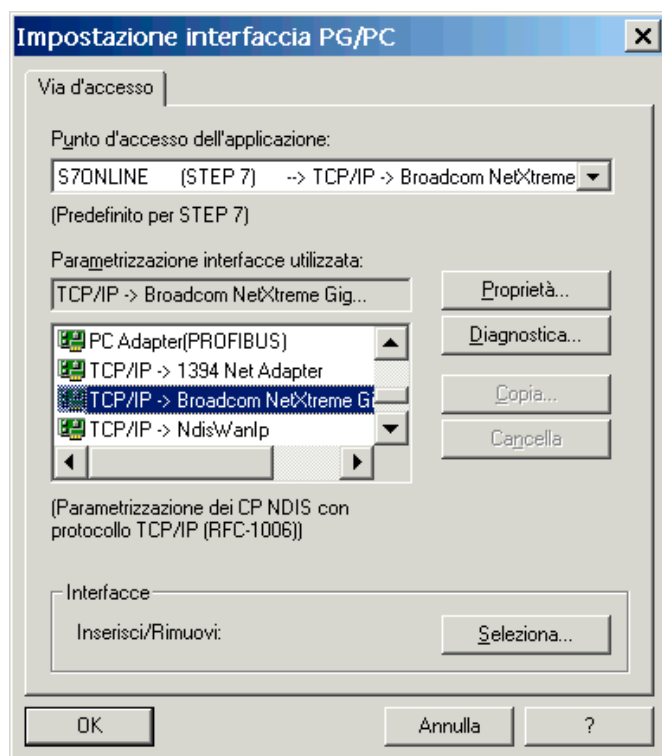 Impostazione interfaccia PG/PC
Via d'accesso
Punto d'accesso dell'applicazione:
S7ONLINE (STEP 7) --> TCP/IP -> Broadcom NetXtreme
(Predefinito per STEP 7)
Parametrizzazione interfacce utilizzata:
TCP/IP -> Broadcom NetXtreme Gig...
Proprietà...
PC Adapter(PROFIBUS)
Diagnostica...
TCP/IP -> 1394 Net Adapter
TCP/IP -> Broadcom NetXtreme Gi
Copia...
TCP/IP -> NdisWanIp
Cancella
(Parametrizzazione dei CP NDIS con
protocollo TCP/IP (RFC-1006))
Interfacce
Inserisci/Rimuovi:
Seleziona...
OK
Annulla
?